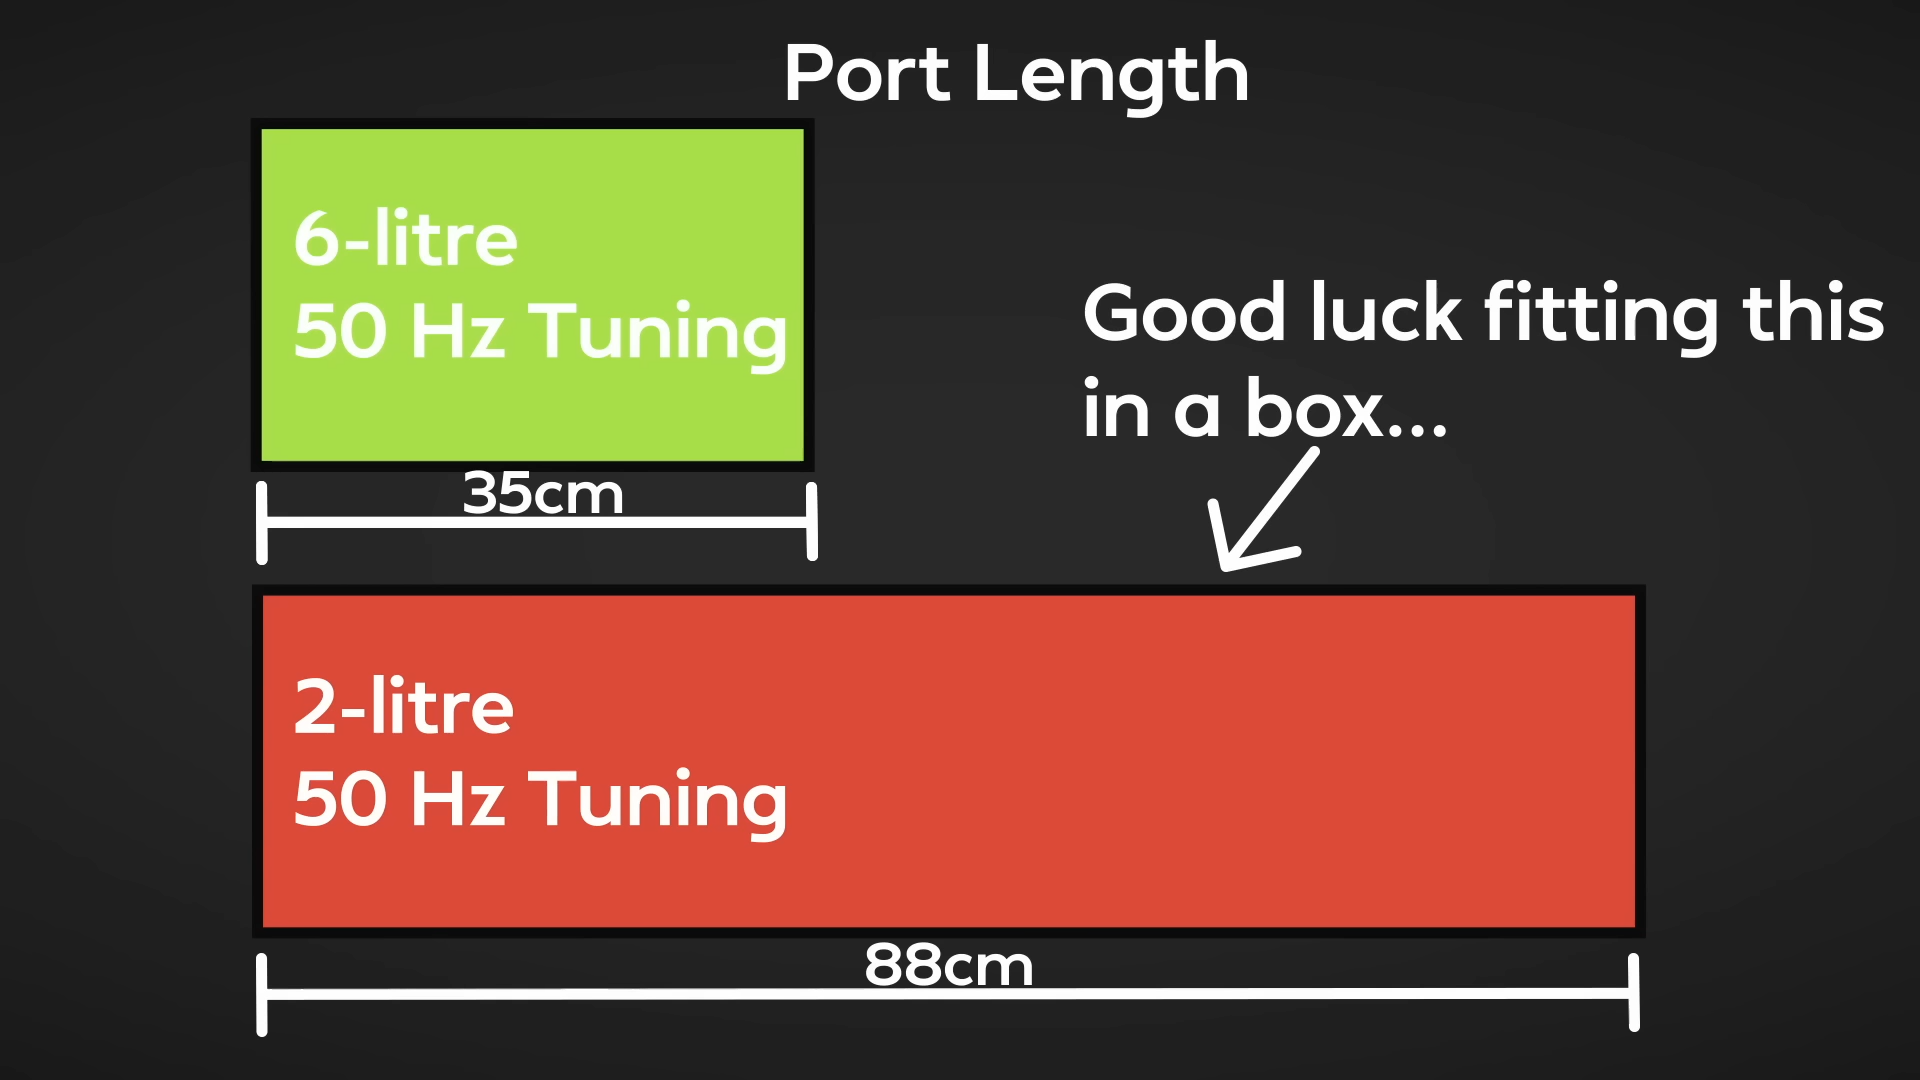 Port Length
6-litre
50 Hz Tuning
35cm
Good luck fitting this
in a box...
2-litre
50 Hz Tuning
88cm